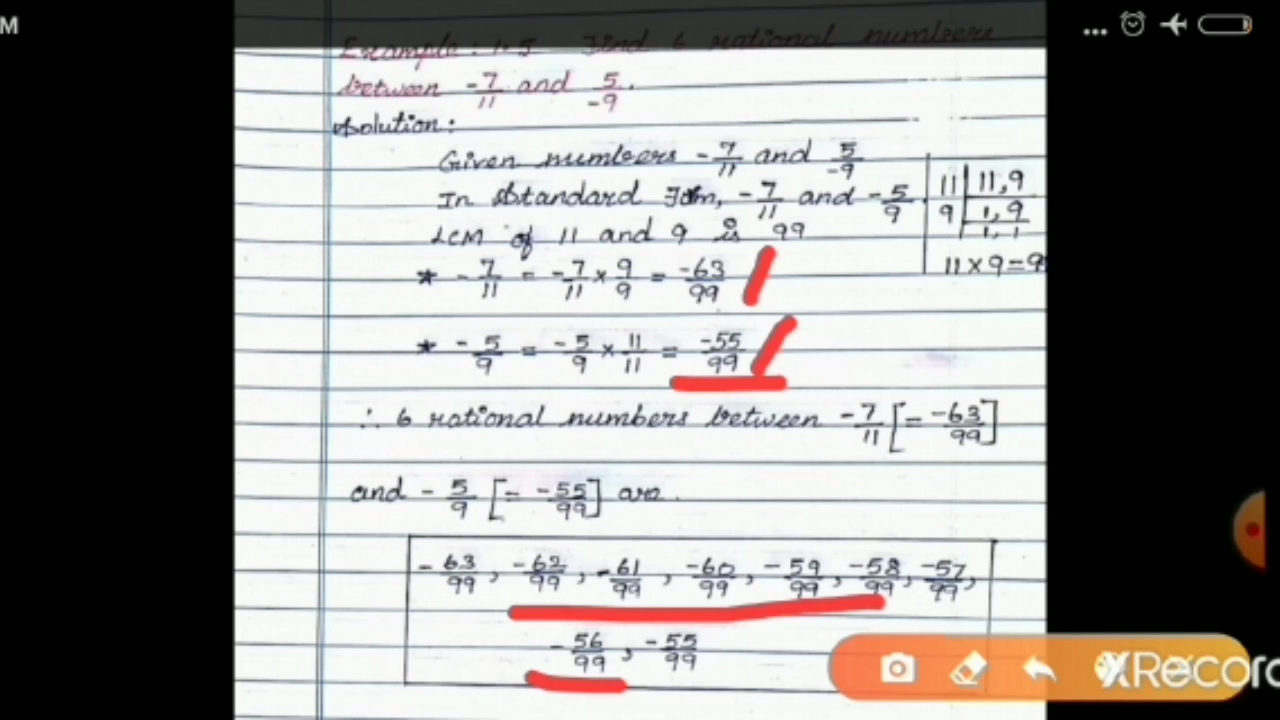 M
Example: 1.5 Find 6 rational numbers
between -7/11 and 5/-9.
Solution:
Given numbers -7/11 and 5/-9
In Standard Form, -7/11 and -5/9.
LCM of 11 and 9 is 99
11 | 11, 9
9 | 1, 9
1, 1
11 × 9 = 9
* -7/11 = -7/11 × 9/9 = -63/99
* -5/9 = -5/9 × 11/11 = -55/99
∴ 6 rational numbers between -7/11 [= -63/99]
and -5/9 [= -55/99] are.
-63/99, -62/99, -61/99, -60/99, -59/99, -58/99, -57/99,
-56/99, -55/99
XRecord